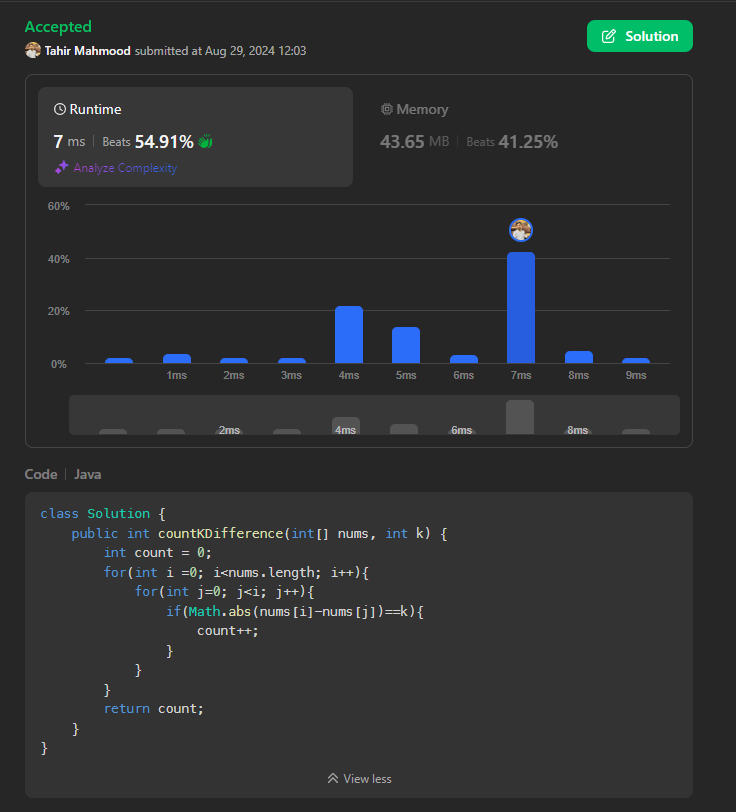 Accepted
Tahir Mahmood submitted at Aug 29, 2024 12:03
Solution
Runtime
7 ms | Beats 54.91%
Analyze Complexity
Memory
43.65 MB | Beats 41.25%
60%
40%
20%
0%
1ms 2ms 3ms 4ms 5ms 6ms 7ms 8ms 9ms
2ms 4ms 6ms 8ms
Code | Java
class Solution {
    public int countKDifference(int[] nums, int k) {
        int count = 0;
        for(int i =0; i<nums.length; i++){
            for(int j=0; j<i; j++){
                if(Math.abs(nums[i]-nums[j])==k){
                    count++;
                }
            }
        }
        return count;
    }
}
View less